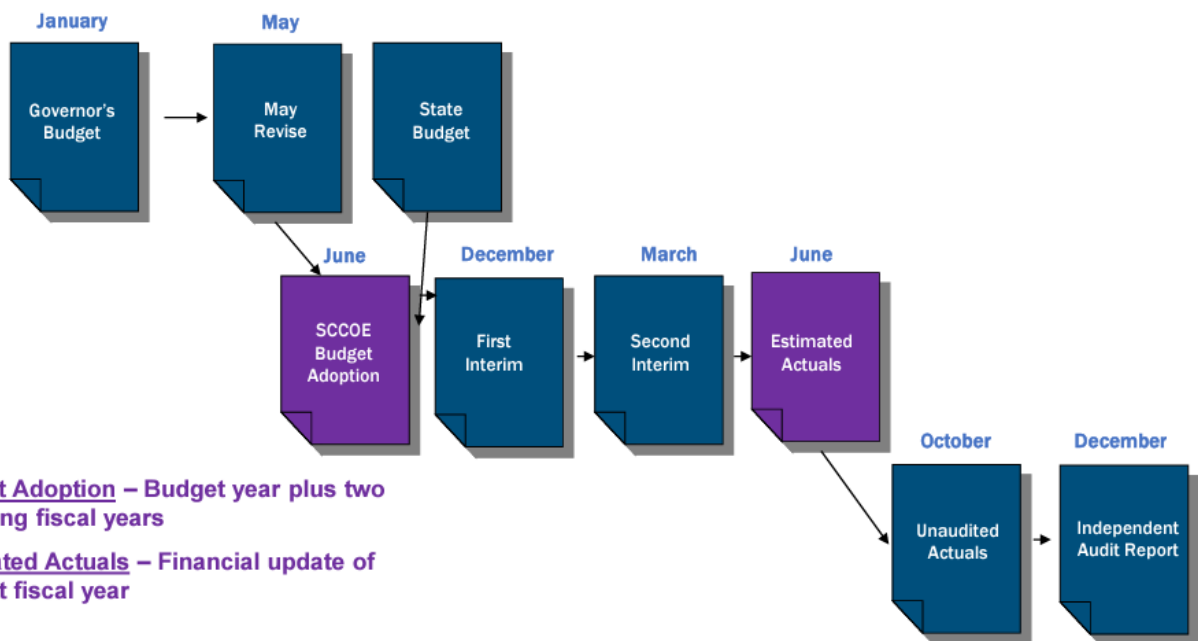 January
May
Governor's
Budget
May
Revise
State
Budget
June
December
March
June
SCCOE
Budget
Adoption
First
Interim
Second
Interim
Estimated
Actuals
October
December
Adoption – Budget year plus two
fiscal years
Actuals – Financial update of
fiscal year
Unaudited
Actuals
Independent
Audit Report